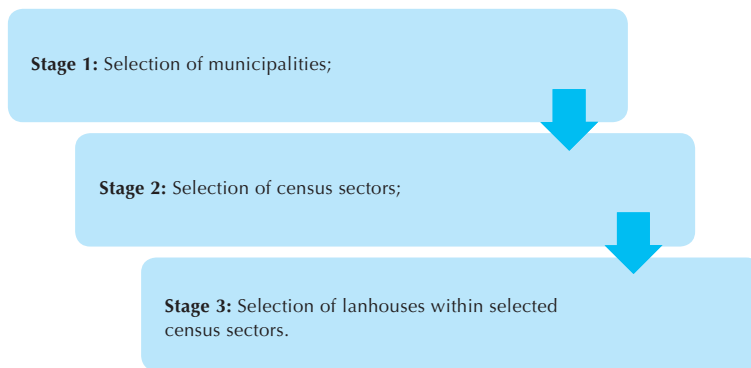 Stage 1: Selection of municipalities;
Stage 2: Selection of census sectors;
Stage 3: Selection of lanhouses within selected
census sectors.